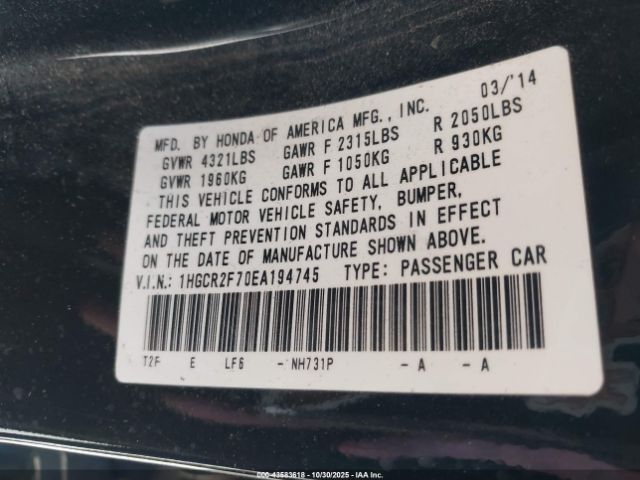 03/'14
MFD. BY HONDA OF AMERICA MFG., INC.
GVWR 4321LBS GAWR F 2315LBS R 2050LBS
GVWR 1960KG GAWR F 1050KG R 930KG
THIS VEHICLE CONFORMS TO ALL APPLICABLE
FEDERAL MOTOR VEHICLE SAFETY, BUMPER,
AND THEFT PREVENTION STANDARDS IN EFFECT
ON THE DATE OF MANUFACTURE SHOWN ABOVE.
V.I.N.: 1HGCR2F70EA194745 TYPE: PASSENGER CAR
T2F E LF6 - NH731P - A - A
000-43583618 - 10/30/2025 - IAA Inc.